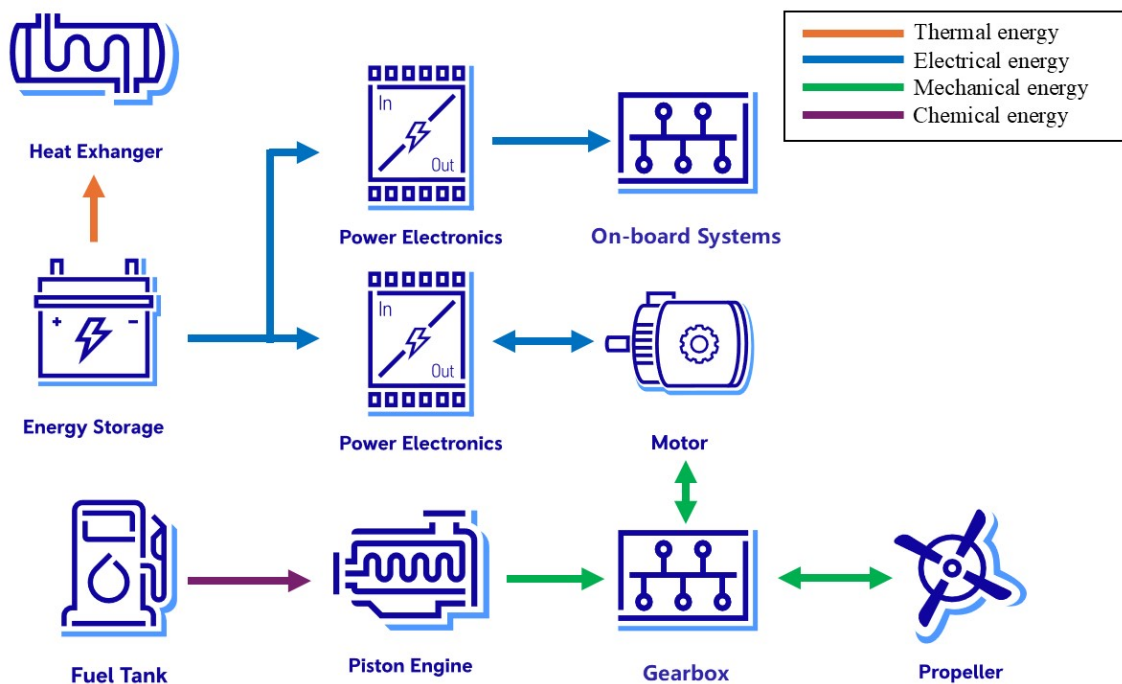 Thermal energy
Electrical energy
Mechanical energy
Chemical energy
Heat Exhanger
In
Out
Power Electronics
On-board Systems
+ −
Energy Storage
In
Out
Power Electronics
Motor
Fuel Tank
Piston Engine
Gearbox
Propeller